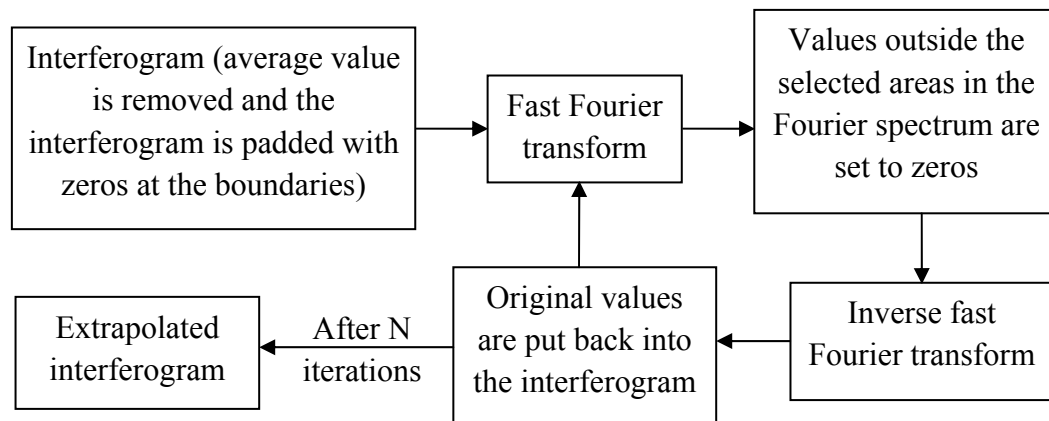 Interferogram (average value
is removed and the
interferogram is padded with
zeros at the boundaries)
Fast Fourier
transform
Values outside the
selected areas in the
Fourier spectrum are
set to zeros
Inverse fast
Fourier transform
Original values
are put back into
the interferogram
After N
iterations
Extrapolated
interferogram